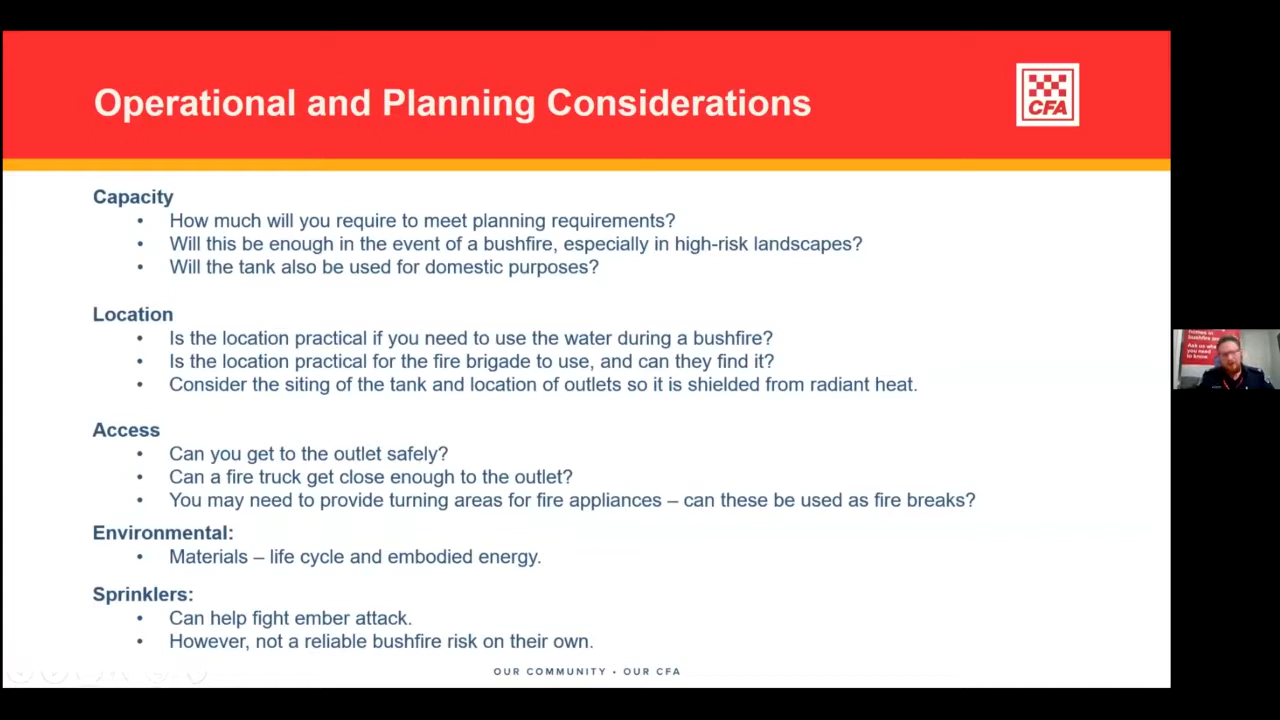 Operational and Planning Considerations
CFA
Capacity
• How much will you require to meet planning requirements?
• Will this be enough in the event of a bushfire, especially in high-risk landscapes?
• Will the tank also be used for domestic purposes?
Location
• Is the location practical if you need to use the water during a bushfire?
• Is the location practical for the fire brigade to use, and can they find it?
• Consider the siting of the tank and location of outlets so it is shielded from radiant heat.
Access
• Can you get to the outlet safely?
• Can a fire truck get close enough to the outlet?
• You may need to provide turning areas for fire appliances – can these be used as fire breaks?
Environmental:
• Materials – life cycle and embodied energy.
Sprinklers:
• Can help fight ember attack.
• However, not a reliable bushfire risk on their own.
OUR COMMUNITY • OUR CFA
bushfire
Ask us
you need
to know.